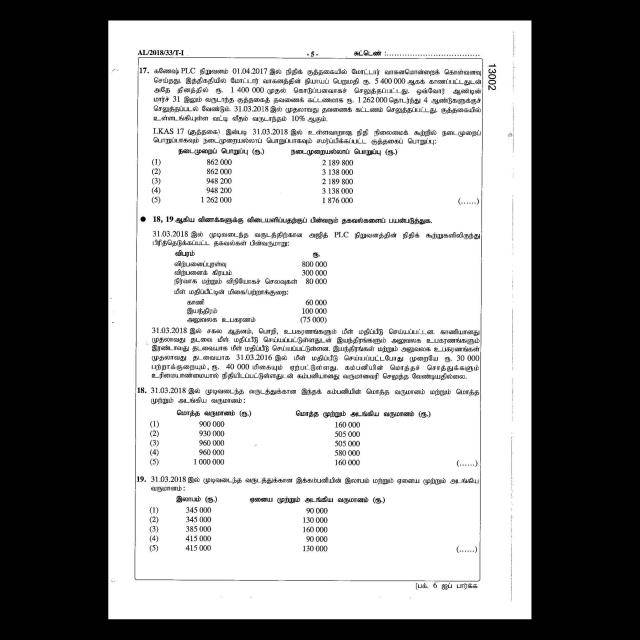 AL/2018/33/T-I - 5 - சுட்டெண் :
13002
17. கணேஷ் PLC நிறுவனம் 01.04.2017 இல் நிதிக் குத்தகையில் மோட்டார் வாகனமொன்றைக் கொள்வனவு
செய்தது. இத்திகதியில் மோட்டார் வாகனத்தின் நியாயப் பெறுமதி ரூ. 5 400 000 ஆகக் காணப்பட்டதுடன்
அதே தினத்தில் ரூ. 1 400 000 முதல் கொடுப்பனவாகச் செலுத்தப்பட்டது. ஒவ்வோர் ஆண்டின்
மார்ச் 31 இலும் வருடாந்த குத்தகைத் தவணைக் கட்டணமாக ரூ. 1 262 000 தொடர்ந்து 4 ஆண்டுகளுக்குச்
செலுத்தப்படல் வேண்டும். 31.03.2018 இல் முதலாவது தவணைக் கட்டணம் செலுத்தப்பட்டது. குத்தகையில்
உள்ளடங்கியுள்ள வட்டி வீதம் வருடாந்தம் 10% ஆகும்.
LKAS 17 (குத்தகை) இன்படி 31.03.2018 இல் உள்ளவாறான நிதி நிலைமைக் கூற்றில் நடைமுறைப்
பொறுப்பாகவும் நடைமுறையல்லாப் பொறுப்பாகவும் சமர்ப்பிக்கப்பட்ட குத்தகைப் பொறுப்பு:
நடைமுறைப் பொறுப்பு (ரூ.) நடைமுறையல்லாப் பொறுப்பு (ரூ.)
(1) 862 000 2 189 800
(2) 862 000 3 138 000
(3) 948 200 2 189 800
(4) 948 200 3 138 000
(5) 1 262 000 1 876 000 (......)
● 18, 19 ஆகிய வினாக்களுக்கு விடையளிப்பதற்குப் பின்வரும் தகவல்களைப் பயன்படுத்துக.
31.03.2018 இல் முடிவடைந்த வருடத்திற்கான அஜித் PLC நிறுவனத்தின் நிதிக் கூற்றுகளிலிருந்து
பிரித்தெடுக்கப்பட்ட தகவல்கள் பின்வருமாறு:
விபரம் ரூ.
விற்பனைப்புரள்வு 800 000
விற்பனைக் கிரயம் 300 000
நிர்வாக மற்றும் விநியோகச் செலவுகள் 80 000
மீள் மதிப்பீட்டின் மிகை/பற்றாக்குறை:
காணி 60 000
இயந்திரம் 100 000
அலுவலக உபகரணம் (75 000)
31.03.2018 இல் சகல ஆதனம், பொறி, உபகரணங்களும் மீள் மதிப்பீடு செய்யப்பட்டன. காணியானது
முதலாவது தடவை மீள் மதிப்பீடு செய்யப்பட்டுள்ளதுடன் இயந்திரங்களும் அலுவலக உபகரணங்களும்
இரண்டாவது தடவையாக மீள் மதிப்பீடு செய்யப்பட்டுள்ளன. இயந்திரங்கள் மற்றும் அலுவலக உபகரணங்கள்
முதலாவது தடவையாக 31.03.2016 இல் மீள் மதிப்பீடு செய்யப்பட்டபோது முறையே ரூ. 30 000
பற்றாக்குறையும், ரூ. 40 000 மிகையும் ஏற்பட்டுள்ளது. கம்பனியின் மொத்தச் சொத்துக்களும்
உரிமையாண்மையால் நிதியிடப்பட்டுள்ளதுடன் கம்பனியானது வருமானவரி செலுத்த வேண்டியதில்லை.
18. 31.03.2018 இல் முடிவடைந்த வருடத்துக்கான இந்தக் கம்பனியின் மொத்த வருமானம் மற்றும் மொத்த
முற்றும் அடங்கிய வருமானம்:
மொத்த வருமானம் (ரூ.) மொத்த முற்றும் அடங்கிய வருமானம் (ரூ.)
(1) 900 000 160 000
(2) 930 000 505 000
(3) 960 000 505 000
(4) 960 000 580 000
(5) 1 000 000 160 000 (......)
19. 31.03.2018 இல் முடிவடைந்த வருடத்துக்கான இக்கம்பனியின் இலாபம் மற்றும் ஏனைய முற்றும் அடங்கிய
வருமானம்:
இலாபம் (ரூ.) ஏனைய முற்றும் அடங்கிய வருமானம் (ரூ.)
(1) 345 000 90 000
(2) 345 000 130 000
(3) 385 000 160 000
(4) 415 000 90 000
(5) 415 000 130 000 (......)
[பக். 6 ஐப் பார்க்க